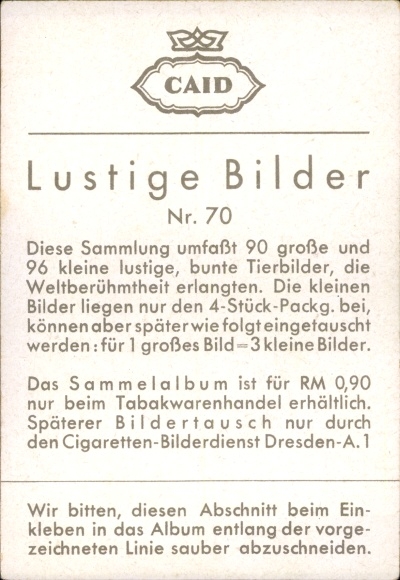 CAID
Lustige Bilder
Nr. 70
Diese Sammlung umfaßt 90 große und
96 kleine lustige, bunte Tierbilder, die
Weltberühmtheit erlangten. Die kleinen
Bilder liegen nur den 4-Stück-Packg. bei,
können aber später wie folgt eingetauscht
werden: für 1 großes Bild=3 kleine Bilder.
Das Sammelalbum ist für RM 0,90
nur beim Tabakwarenhandel erhältlich.
Späterer Bildertausch nur durch
den Cigaretten-Bilderdienst Dresden-A. 1
Wir bitten, diesen Abschnitt beim Ein-
kleben in das Album entlang der vorge-
zeichneten Linie sauber abzuschneiden.